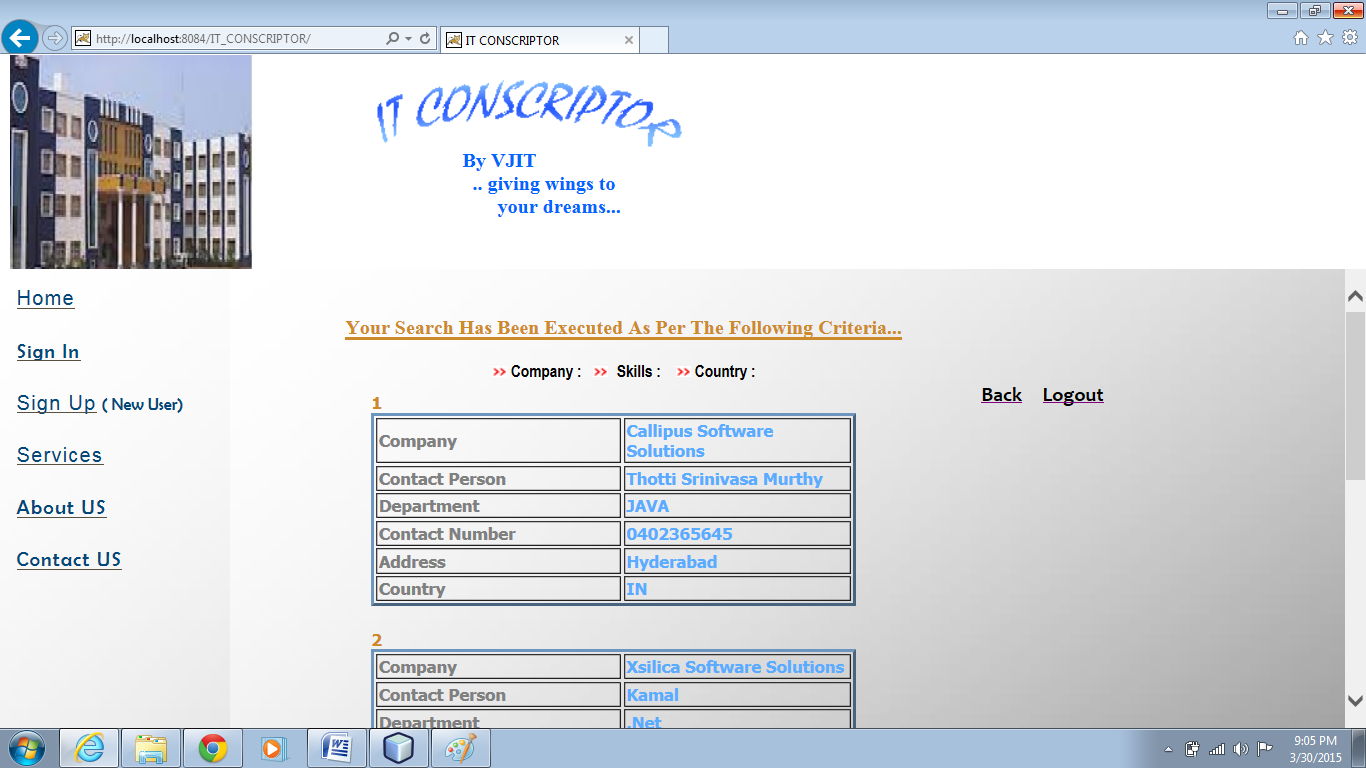 http://localhost:8084/IT_CONSCRIPTOR/
IT CONSCRIPTOR
IT CONSCRIPTOR
By VJIT
.. giving wings to
your dreams...
Home
Sign In
Sign Up ( New User)
Services
About US
Contact US
Your Search Has Been Executed As Per The Following Criteria...
>> Company : >> Skills : >> Country :
Back Logout
1
Company Callipus Software
Solutions
Contact Person Thotti Srinivasa Murthy
Department JAVA
Contact Number 0402365645
Address Hyderabad
Country IN
2
Company Xsilica Software Solutions
Contact Person Kamal
Department .Net
9:05 PM
3/30/2015